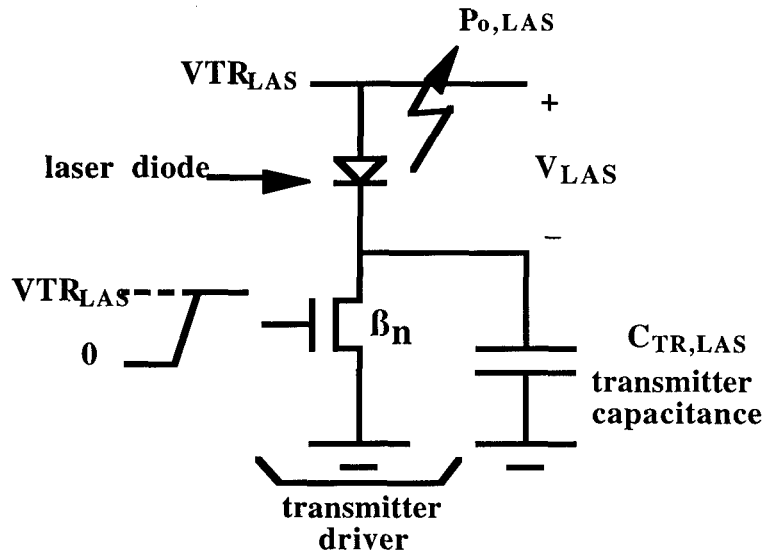 Po,LAS
VTRLAS
+
laser diode
VLAS
–
VTRLAS
0
ßn
CTR,LAS
transmitter
capacitance
transmitter
driver